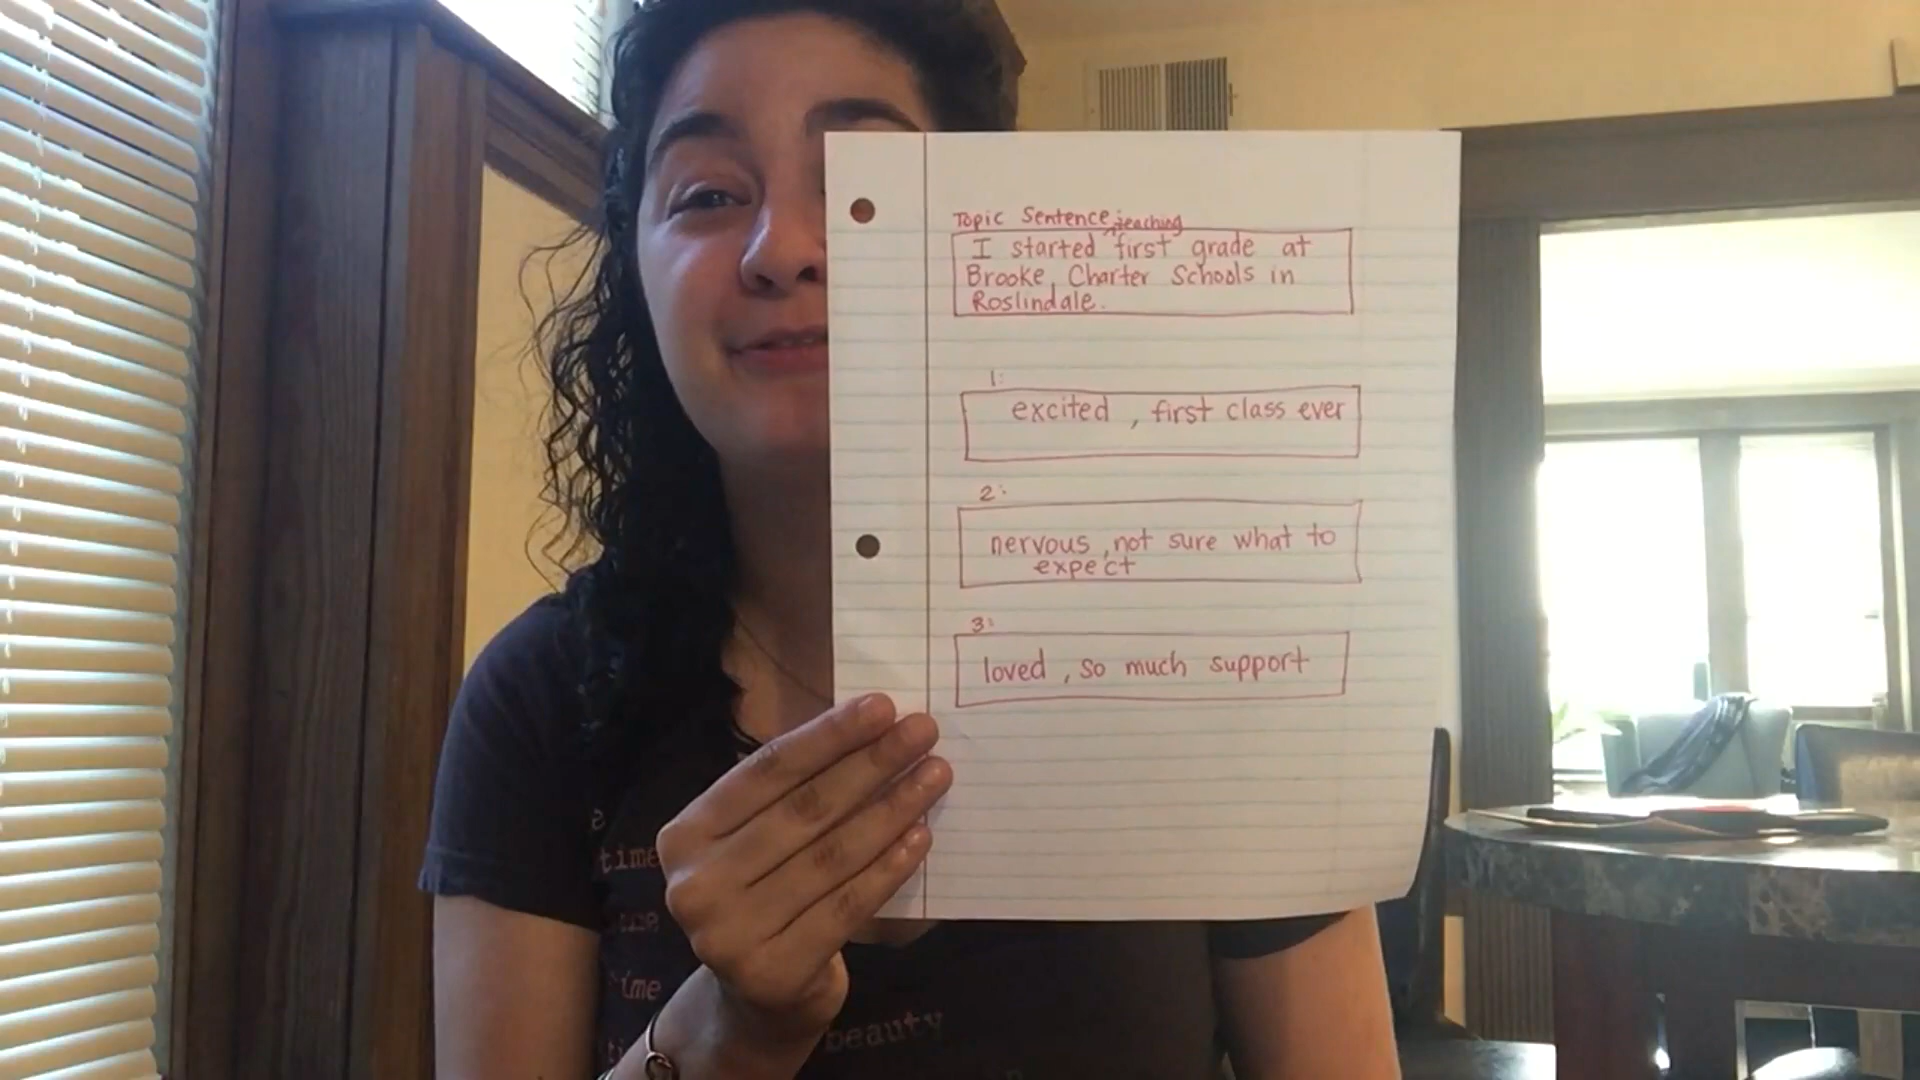 Topic Sentence:
teaching
I started first grade at
Brooke Charter Schools in
Roslindale.
1:
excited, first class ever
2:
nervous, not sure what to
expect
3:
loved, so much support
time
time
beauty